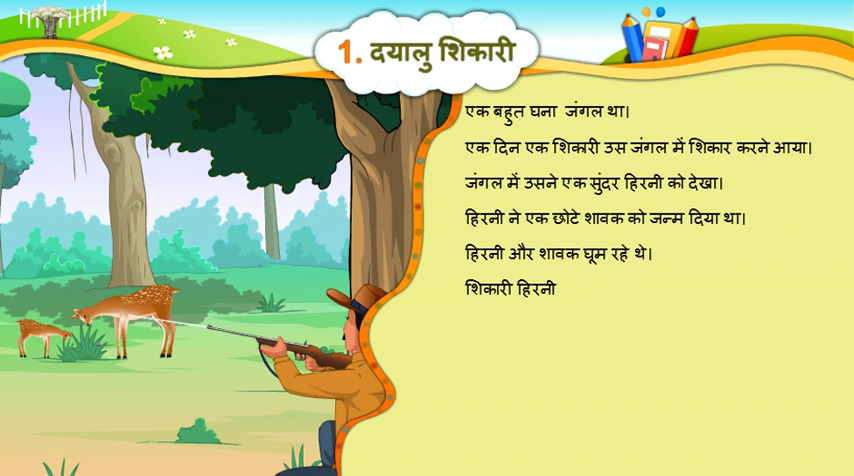 1. दयालु शिकारी
एक बहुत घना जंगल था।
एक दिन एक शिकारी उस जंगल में शिकार करने आया।
जंगल में उसने एक सुंदर हिरनी को देखा।
हिरनी ने एक छोटे शावक को जन्म दिया था।
हिरनी और शावक घूम रहे थे।
शिकारी हिरनी